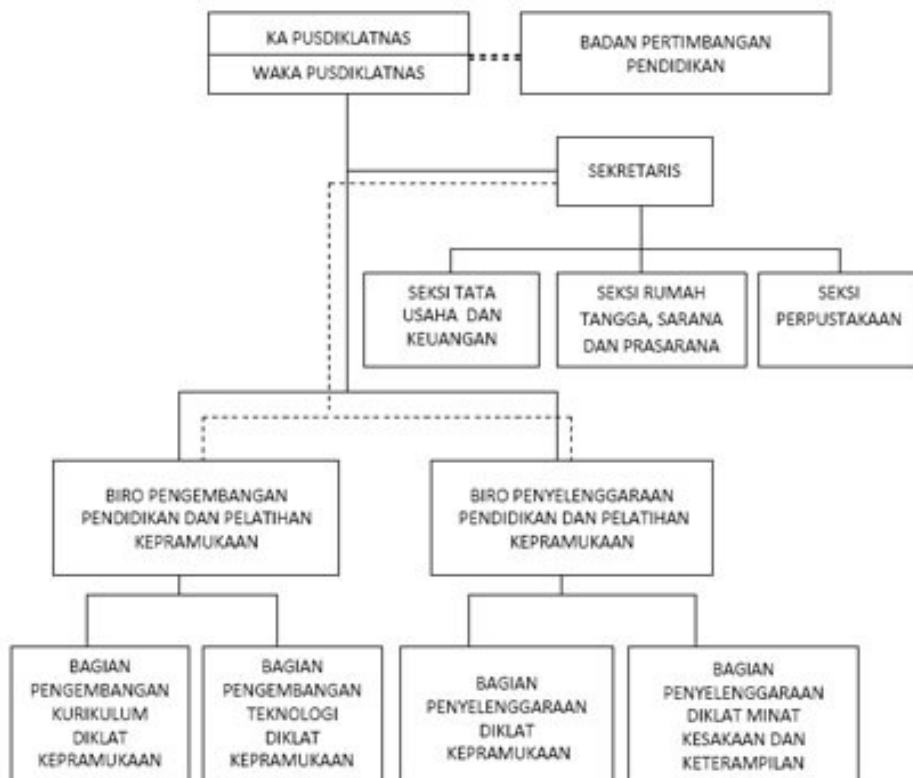 KA PUSDIKLATNAS
WAKA PUSDIKLATNAS
BADAN PERTIMBANGAN
PENDIDIKAN
SEKRETARIS
SEKSI TATA
USAHA DAN
KEUANGAN
SEKSI RUMAH
TANGGA, SARANA
DAN PRASARANA
SEKSI
PERPUSTAKAAN
BIRO PENGEMBANGAN
PENDIDIKAN DAN PELATIHAN
KEPRAMUKAAN
BIRO PENYELENGGARAAN
PENDIDIKAN DAN PELATIHAN
KEPRAMUKAAN
BAGIAN
PENGEMBANGAN
KURIKULUM
DIKLAT
KEPRAMUKAAN
BAGIAN
PENGEMBANGAN
TEKNOLOGI
DIKLAT
KEPRAMUKAAN
BAGIAN
PENYELENGGARAAN
DIKLAT
KEPRAMUKAAN
BAGIAN
PENYELENGGARAAN
DIKLAT MINAT
KESAKAAN DAN
KETERAMPILAN